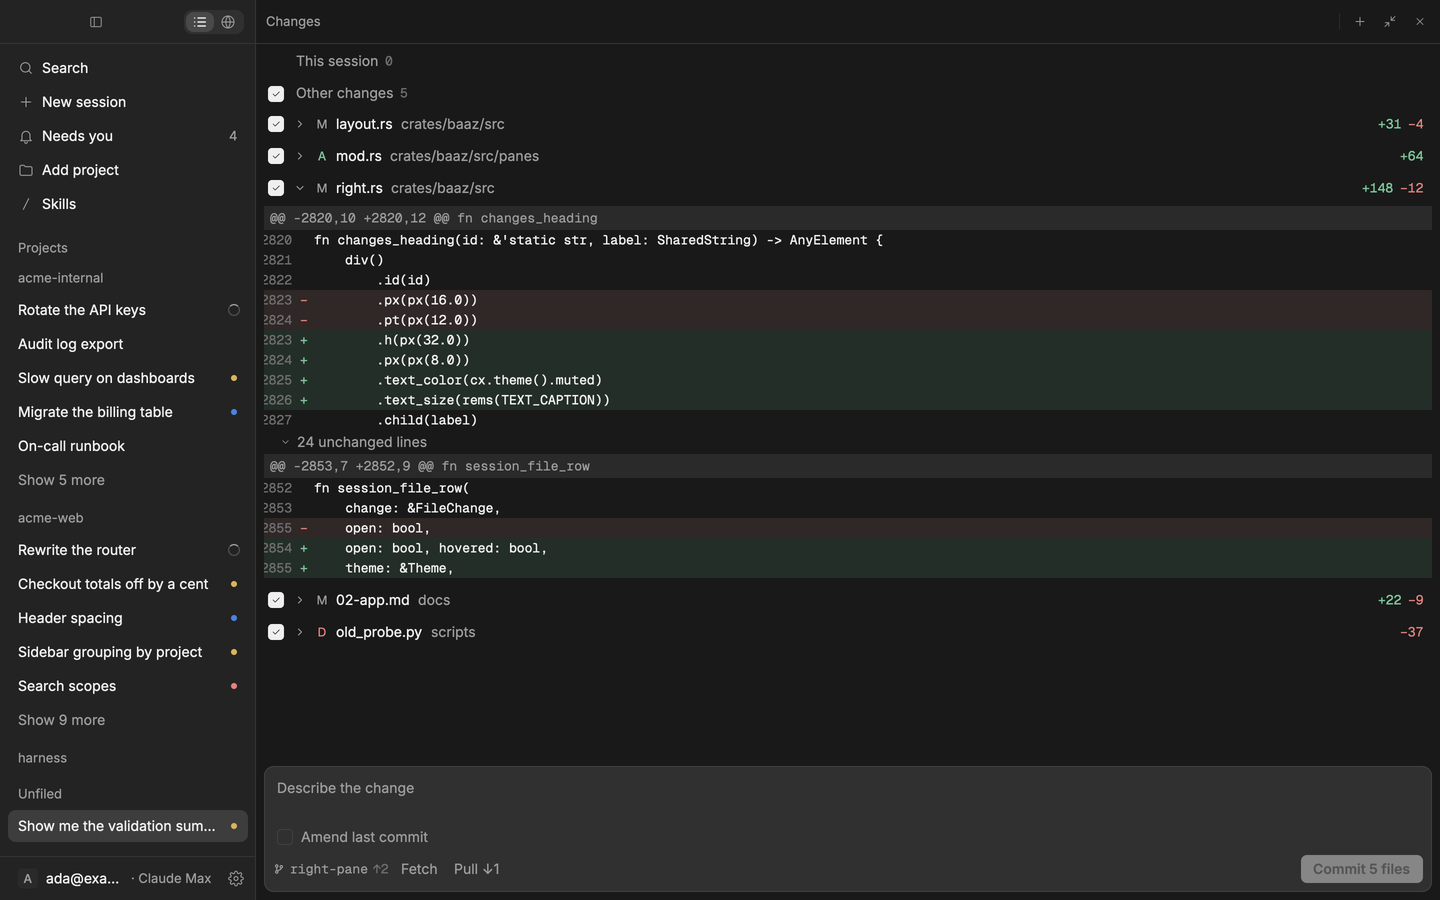 Changes
Search
New session
Needs you 4
Add project
Skills
Projects
acme-internal
Rotate the API keys
Audit log export
Slow query on dashboards
Migrate the billing table
On-call runbook
Show 5 more
acme-web
Rewrite the router
Checkout totals off by a cent
Header spacing
Sidebar grouping by project
Search scopes
Show 9 more
harness
Unfiled
Show me the validation sum...
A ada@exa... · Claude Max
This session 0
Other changes 5
M layout.rs crates/baaz/src +31 −4
A mod.rs crates/baaz/src/panes +64
M right.rs crates/baaz/src +148 −12
@@ -2820,10 +2820,12 @@ fn changes_heading
2820 fn changes_heading(id: &'static str, label: SharedString) -> AnyElement {
2821 div()
2822 .id(id)
2823 − .px(px(16.0))
2824 − .pt(px(12.0))
2823 + .h(px(32.0))
2824 + .px(px(8.0))
2825 + .text_color(cx.theme().muted)
2826 + .text_size(rems(TEXT_CAPTION))
2827 .child(label)
24 unchanged lines
@@ -2853,7 +2852,9 @@ fn session_file_row
2852 fn session_file_row(
2853 change: &FileChange,
2855 − open: bool,
2854 + open: bool, hovered: bool,
2855 + theme: &Theme,
M 02-app.md docs +22 −9
D old_probe.py scripts −37
Describe the change
Amend last commit
right-pane ↑2 Fetch Pull ↓1
Commit 5 files